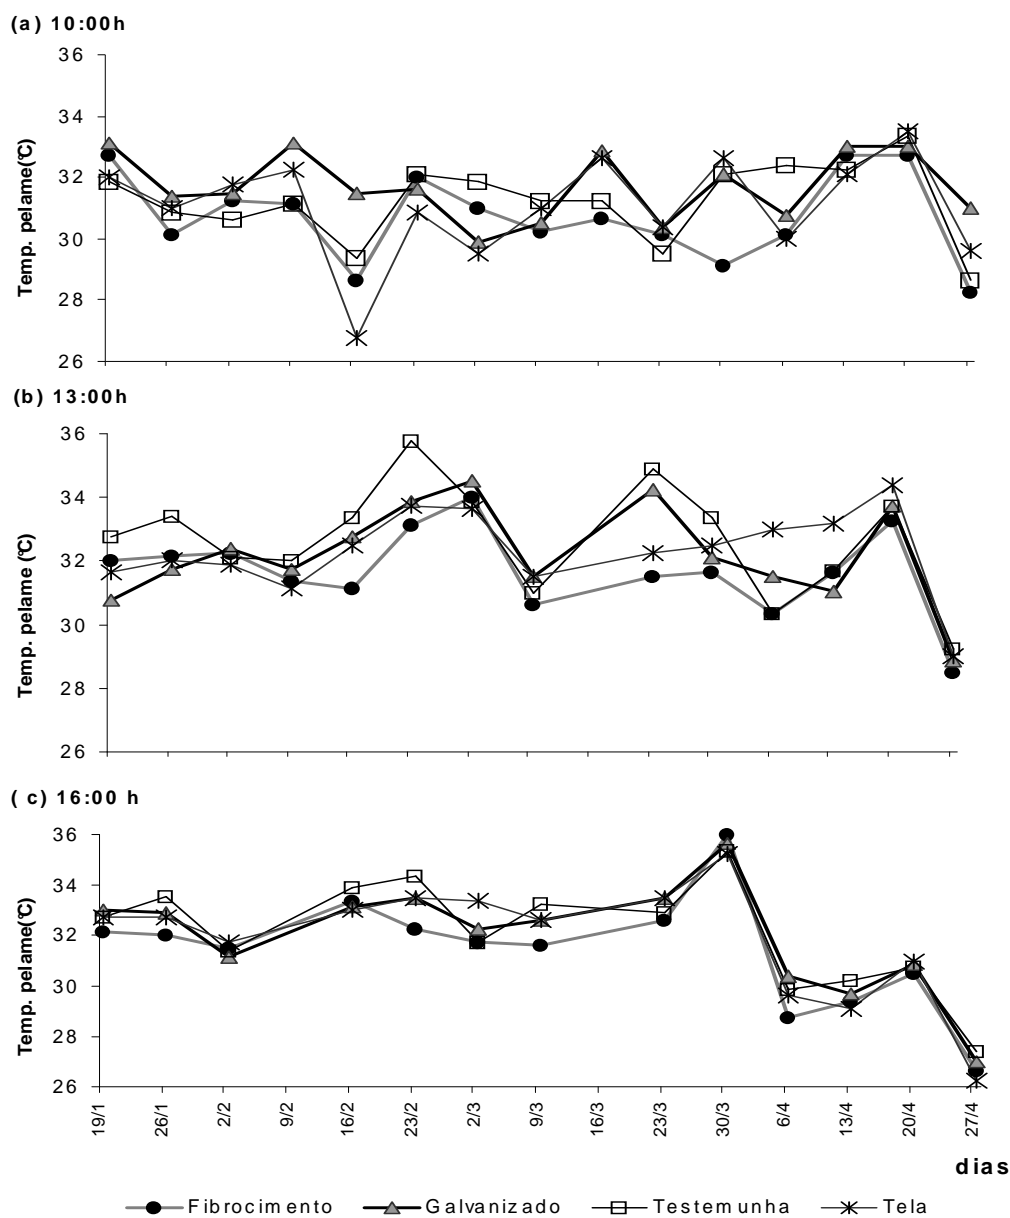 (a) 10:00h
36
34
32
30
28
26
Temp. pelame(°C)
(b) 13:00h
36
34
32
30
28
26
Temp. pelame (°C)
( c) 16:00 h
36
34
32
30
28
26
Temp. pelame(°C)
19/1 26/1 2/2 9/2 16/2 23/2 2/3 9/3 16/3 23/3 30/3 6/4 13/4 20/4 27/4
dias
Fibrocimento Galvanizado Testemunha Tela